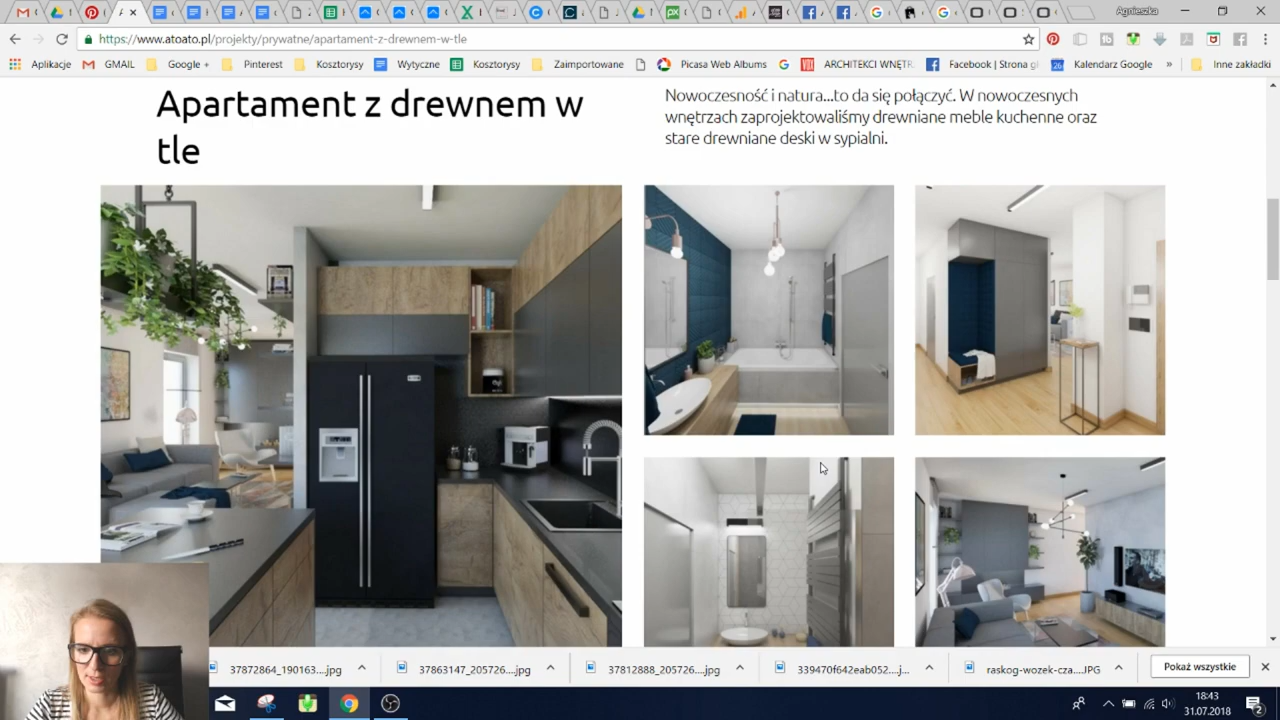 A
Agnieszka
https://www.atoato.pl/projekty/prywatne/apartament-z-drewnem-w-tle
Aplikacje GMAIL Google + Pinterest Kosztorysy Wytyczne Kosztorysy Zaimportowane Picasa Web Albums ARCHITEKCI WNĘTR Facebook | Strona gł Kalendarz Google » Inne zakładki
Apartament z drewnem w
tle
Nowoczesność i natura...to da się połączyć. W nowoczesnych
wnętrzach zaprojektowaliśmy drewniane meble kuchenne oraz
stare drewniane deski w sypialni.
37872864_190163....jpg 37863147_205726....jpg 37812888_205726....jpg 339470f642eab052....j... raskog-wozek-cza....JPG Pokaż wszystkie
18:43
31.07.2018
2